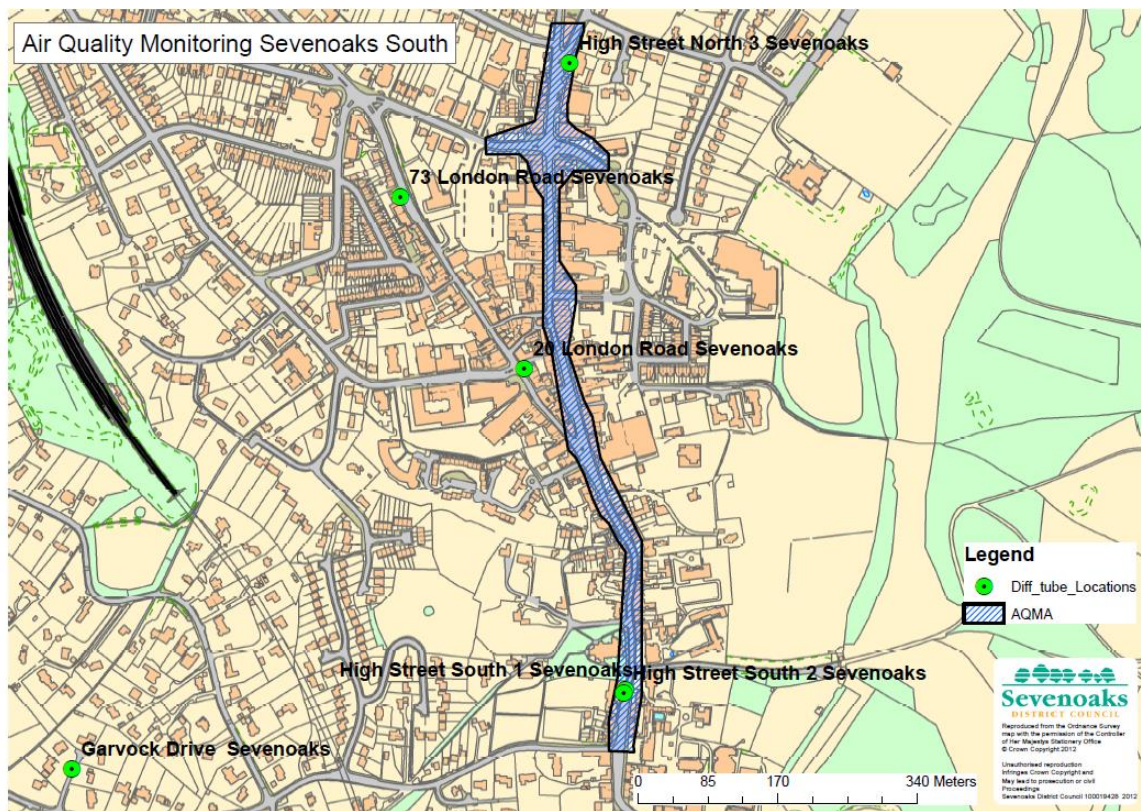 Air Quality Monitoring Sevenoaks South
High Street North 3 Sevenoaks
73 London Road Sevenoaks
20 London Road Sevenoaks
Legend
Diff_tube_Locations
AQMA
High Street South 1 Sevenoaks
High Street South 2 Sevenoaks
Garvock Drive  Sevenoaks
0 85 170 340 Meters
Sevenoaks
DISTRICT COUNCIL
Reproduced from the Ordnance Survey
map with the permission of the Controller
of Her Majestys Stationery Office
© Crown Copyright 2012
Unauthorised reproduction
Infringes Crown Copyright and
May lead to prosecution or civil
Proceedings
Sevenoaks District Council 100019428 2012